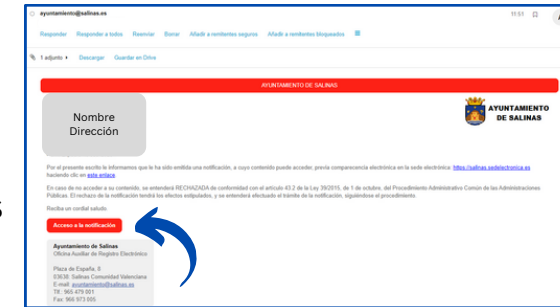 ayuntamiento@salinas.es
11:51
Responder Responder a todos Reenviar Borrar Añadir a remitentes seguros Añadir a remitentes bloqueados
1 adjunto Descargar Guardar en Drive
AYUNTAMIENTO DE SALINAS
Nombre
Dirección
AYUNTAMIENTO
DE SALINAS
Por el presente escrito le informamos que le ha sido emitida una notificación, a cuyo contenido puede acceder, previa comparecencia electrónica en la sede electrónica: https://salinas.sedelectronica.es
haciendo clic en este enlace.
En caso de no acceder a su contenido, se entenderá RECHAZADA de conformidad con el artículo 43.2 de la Ley 39/2015, de 1 de octubre, del Procedimiento Administrativo Común de las Administraciones
Públicas. El rechazo de la notificación tendrá los efectos estipulados, y se entenderá efectuado el trámite de la notificación, siguiéndose el procedimiento.
Reciba un cordial saludo.
Acceso a la notificación
Ayuntamiento de Salinas
Oficina Auxiliar de Registro Electrónico
Plaza de España, 8
03638 Salinas Comunidad Valenciana
E-mail: ayuntamiento@salinas.es
Tlf.: 965 479 001
Fax: 966 973 005